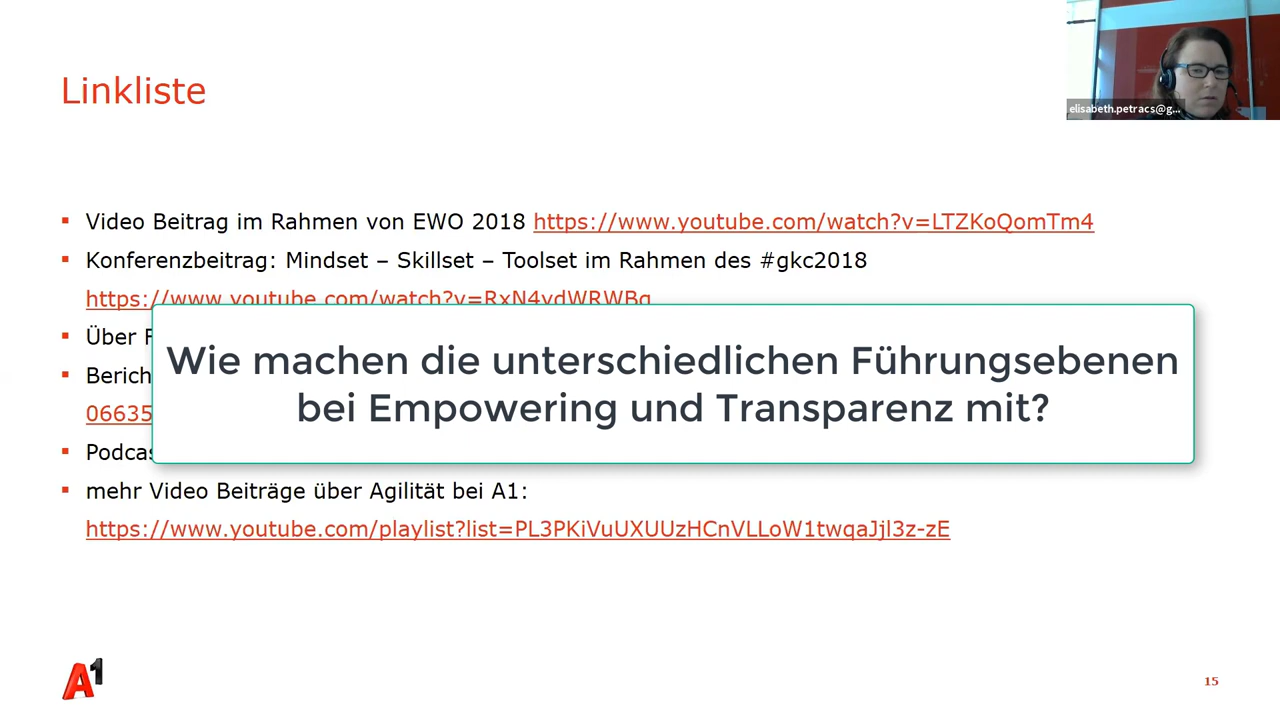 Linkliste
elisabeth.petracs@g...
Video Beitrag im Rahmen von EWO 2018 https://www.youtube.com/watch?v=LTZKoQomTm4
Konferenzbeitrag: Mindset – Skillset – Toolset im Rahmen des #gkc2018
https://www.youtube.com/watch?v=RxN4vdWRWBg
Über
Wie machen die unterschiedlichen Führungsebenen
bei Empowering und Transparenz mit?
Berich
06635
Podcas
mehr Video Beiträge über Agilität bei A1:
https://www.youtube.com/playlist?list=PL3PKiVuUXUUzHCnVLLoW1twqaJjl3z-zE
A1
15